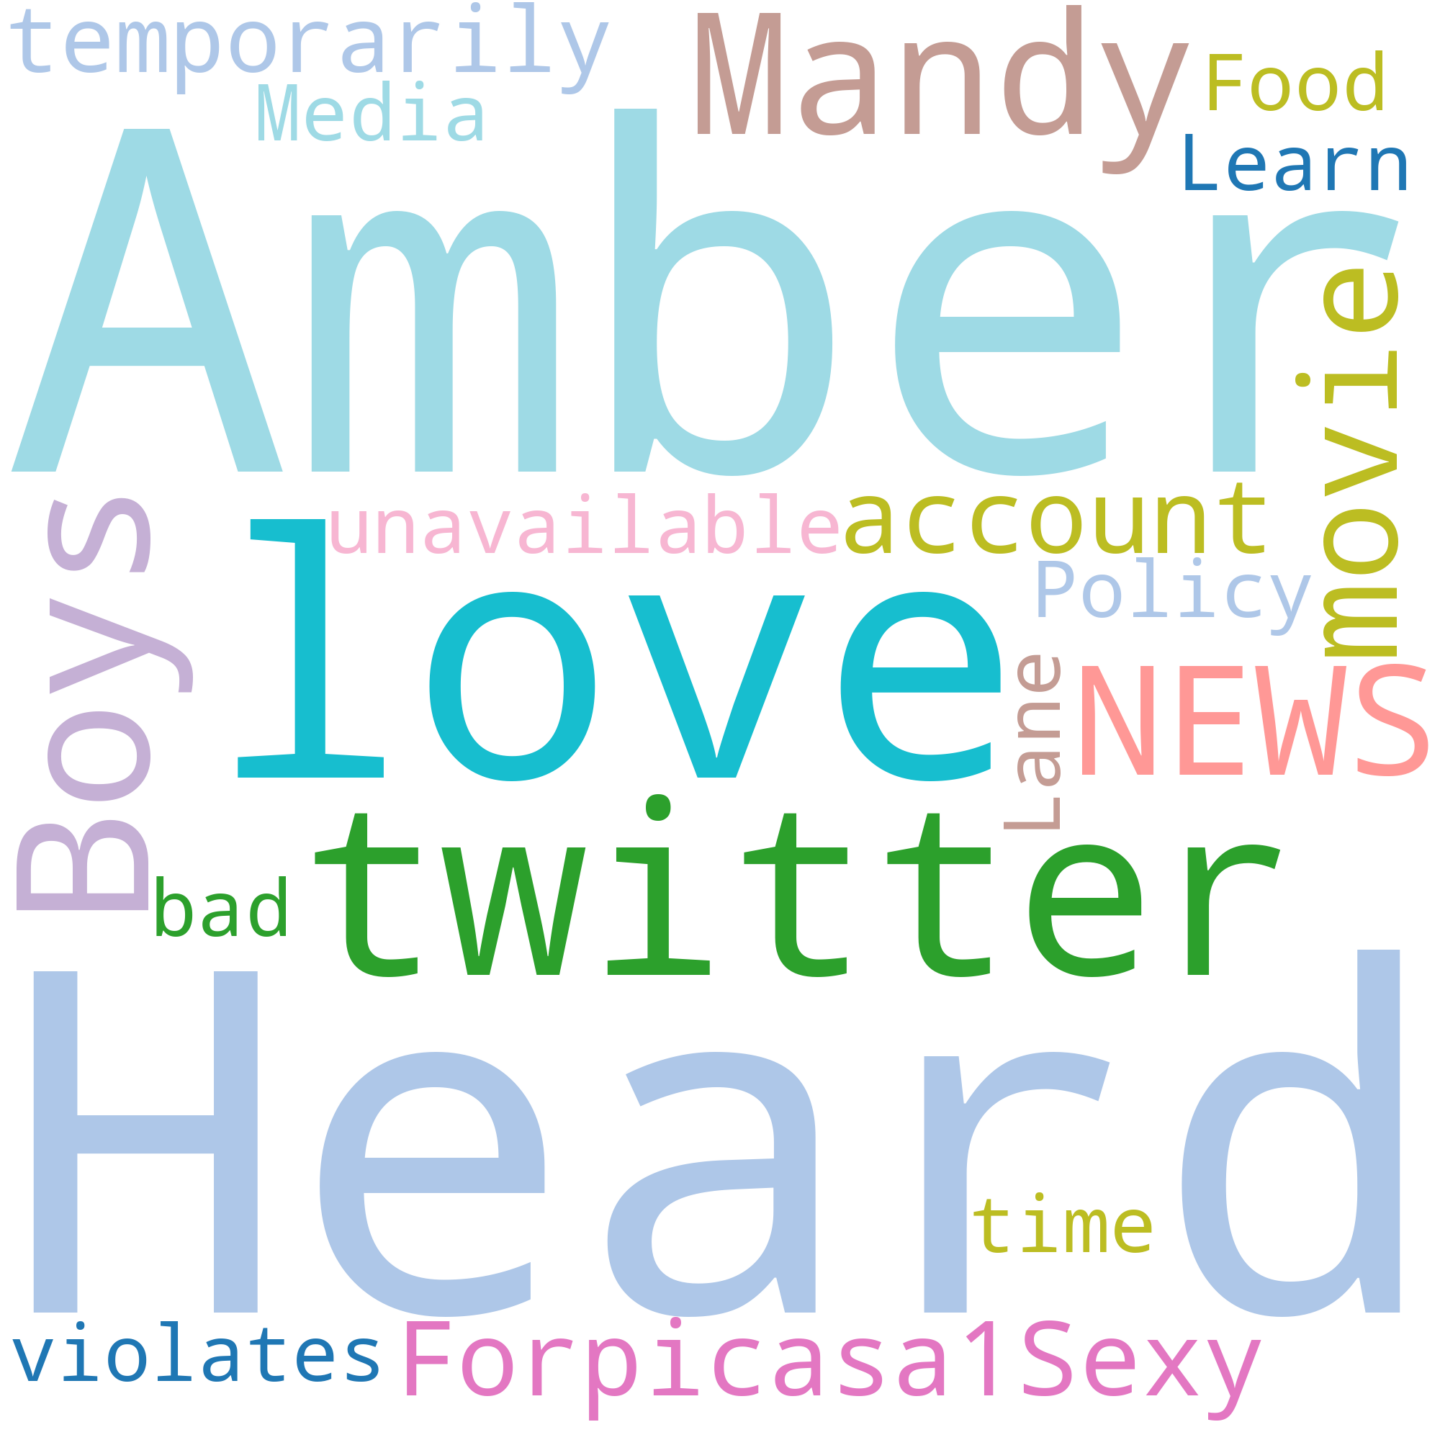 temporarily
Mandy
Food
Media
Learn
Amber
movie
Boys
unavailable
account
love
Policy
Lane
NEWS
twitter
bad
Heard
time
violates
Forpicasa1Sexy